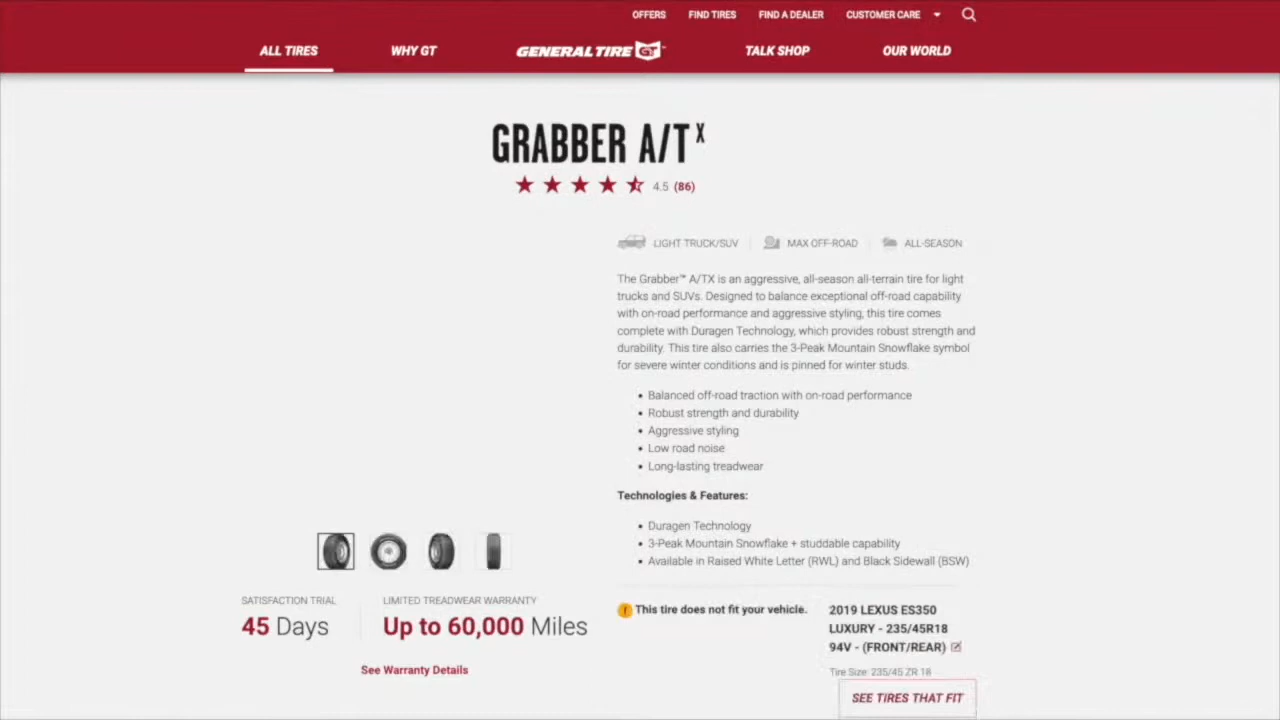 OFFERS FIND TIRES FIND A DEALER CUSTOMER CARE
ALL TIRES WHY GT GENERAL TIRE GT TALK SHOP OUR WORLD
GRABBER A/T X
4.5 (86)
LIGHT TRUCK/SUV MAX OFF-ROAD ALL-SEASON
The Grabber™ A/TX is an aggressive, all-season all-terrain tire for light
trucks and SUVs. Designed to balance exceptional off-road capability
with on-road performance and aggressive styling, this tire comes
complete with Duragen Technology, which provides robust strength and
durability. This tire also carries the 3-Peak Mountain Snowflake symbol
for severe winter conditions and is pinned for winter studs.
• Balanced off-road traction with on-road performance
• Robust strength and durability
• Aggressive styling
• Low road noise
• Long-lasting treadwear
Technologies & Features:
• Duragen Technology
• 3-Peak Mountain Snowflake + studdable capability
• Available in Raised White Letter (RWL) and Black Sidewall (BSW)
SATISFACTION TRIAL
45 Days
LIMITED TREADWEAR WARRANTY
Up to 60,000 Miles
See Warranty Details
! This tire does not fit your vehicle.
2019 LEXUS ES350
LUXURY - 235/45R18
94V - (FRONT/REAR)
Tire Size: 235/45 ZR 18
SEE TIRES THAT FIT